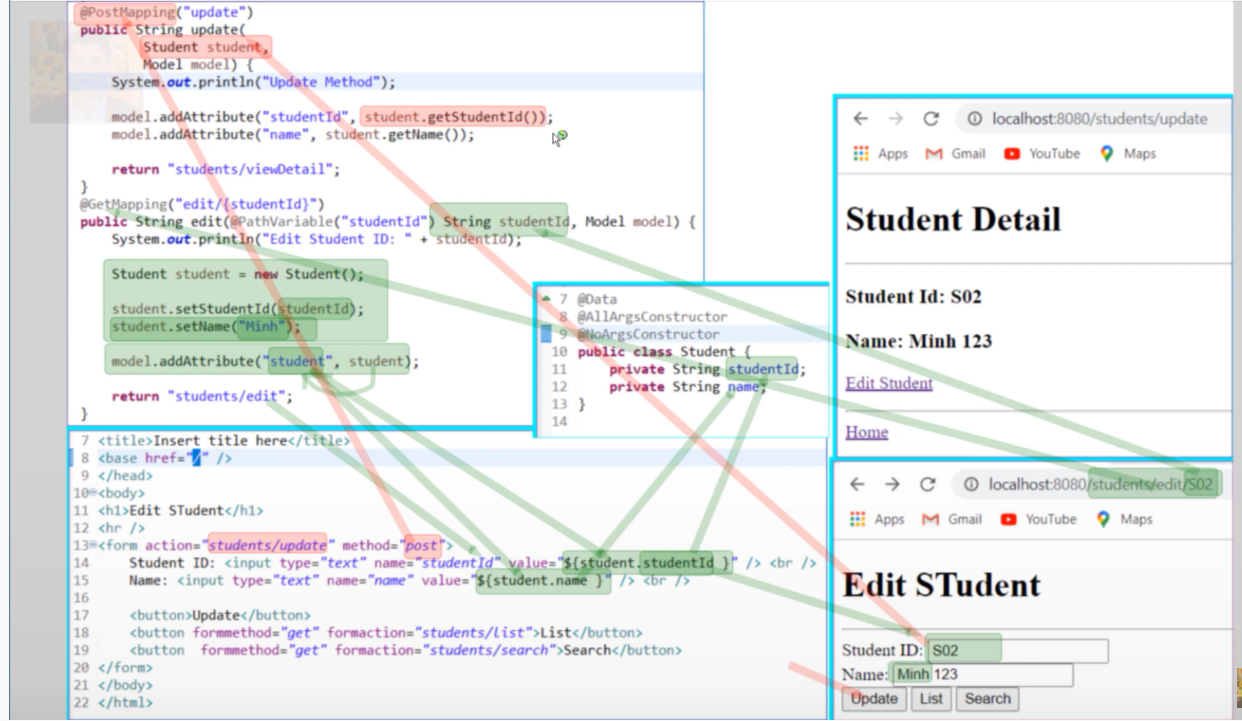 @PostMapping("update")
public String update(
Student student,
Model model) {
System.out.println("Update Method");
model.addAttribute("studentId", student.getStudentId());
model.addAttribute("name", student.getName());
return "students/viewDetail";
}
@GetMapping("edit/{studentId}")
public String edit(@PathVariable("studentId") String studentId, Model model) {
System.out.println("Edit Student ID: " + studentId);
Student student = new Student();
student.setStudentId(studentId);
student.setName("Minh");
model.addAttribute("student", student);
return "students/edit";
}
7 @Data
8 @AllArgsConstructor
9 @NoArgsConstructor
10 public class Student {
11 private String studentId;
12 private String name;
13 }
14
7 <title>Insert title here</title>
8 <base href="/" />
9 </head>
10 <body>
11 <h1>Edit STudent</h1>
12 <hr />
13 <form action="students/update" method="post">
14 Student ID: <input type="text" name="studentId" value="${student.studentId }" /> <br />
15 Name: <input type="text" name="name" value="${student.name }" /> <br />
16
17 <button>Update</button>
18 <button formmethod="get" formaction="students/list">List</button>
19 <button  formmethod="get" formaction="students/search">Search</button>
20 </form>
21 </body>
22 </html>
localhost:8080/students/update
Apps Gmail YouTube Maps
Student Detail
Student Id: S02
Name: Minh 123
Edit Student
Home
localhost:8080/students/edit/S02
Apps Gmail YouTube Maps
Edit STudent
Student ID: S02
Name: Minh 123
Update List Search